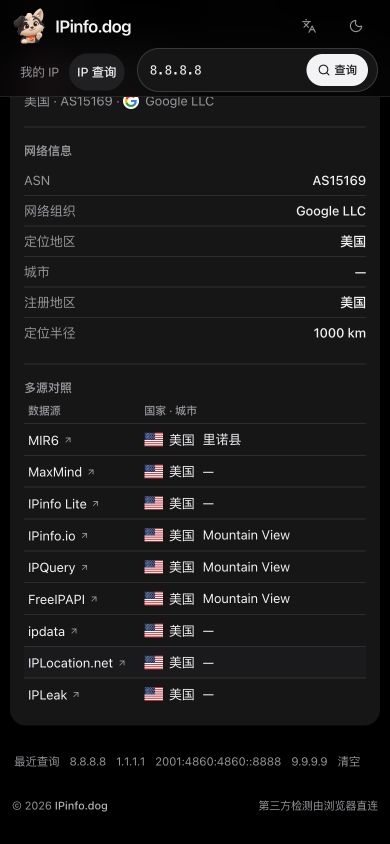 IPinfo.dog
我的 IP IP 查询 8.8.8.8 查询
美国 · AS15169 · Google LLC
网络信息
ASN AS15169
网络组织 Google LLC
定位地区 美国
城市 —
注册地区 美国
定位半径 1000 km
多源对照
数据源 国家 · 城市
MIR6 ↗ 美国 里诺县
MaxMind ↗ 美国 —
IPinfo Lite ↗ 美国 —
IPinfo.io ↗ 美国 Mountain View
IPQuery ↗ 美国 Mountain View
FreeIPAPI ↗ 美国 Mountain View
ipdata ↗ 美国 —
IPLocation.net ↗ 美国 —
IPLeak ↗ 美国 —
最近查询 8.8.8.8 1.1.1.1 2001:4860:4860::8888 9.9.9.9 清空
© 2026 IPinfo.dog 第三方检测由浏览器直连